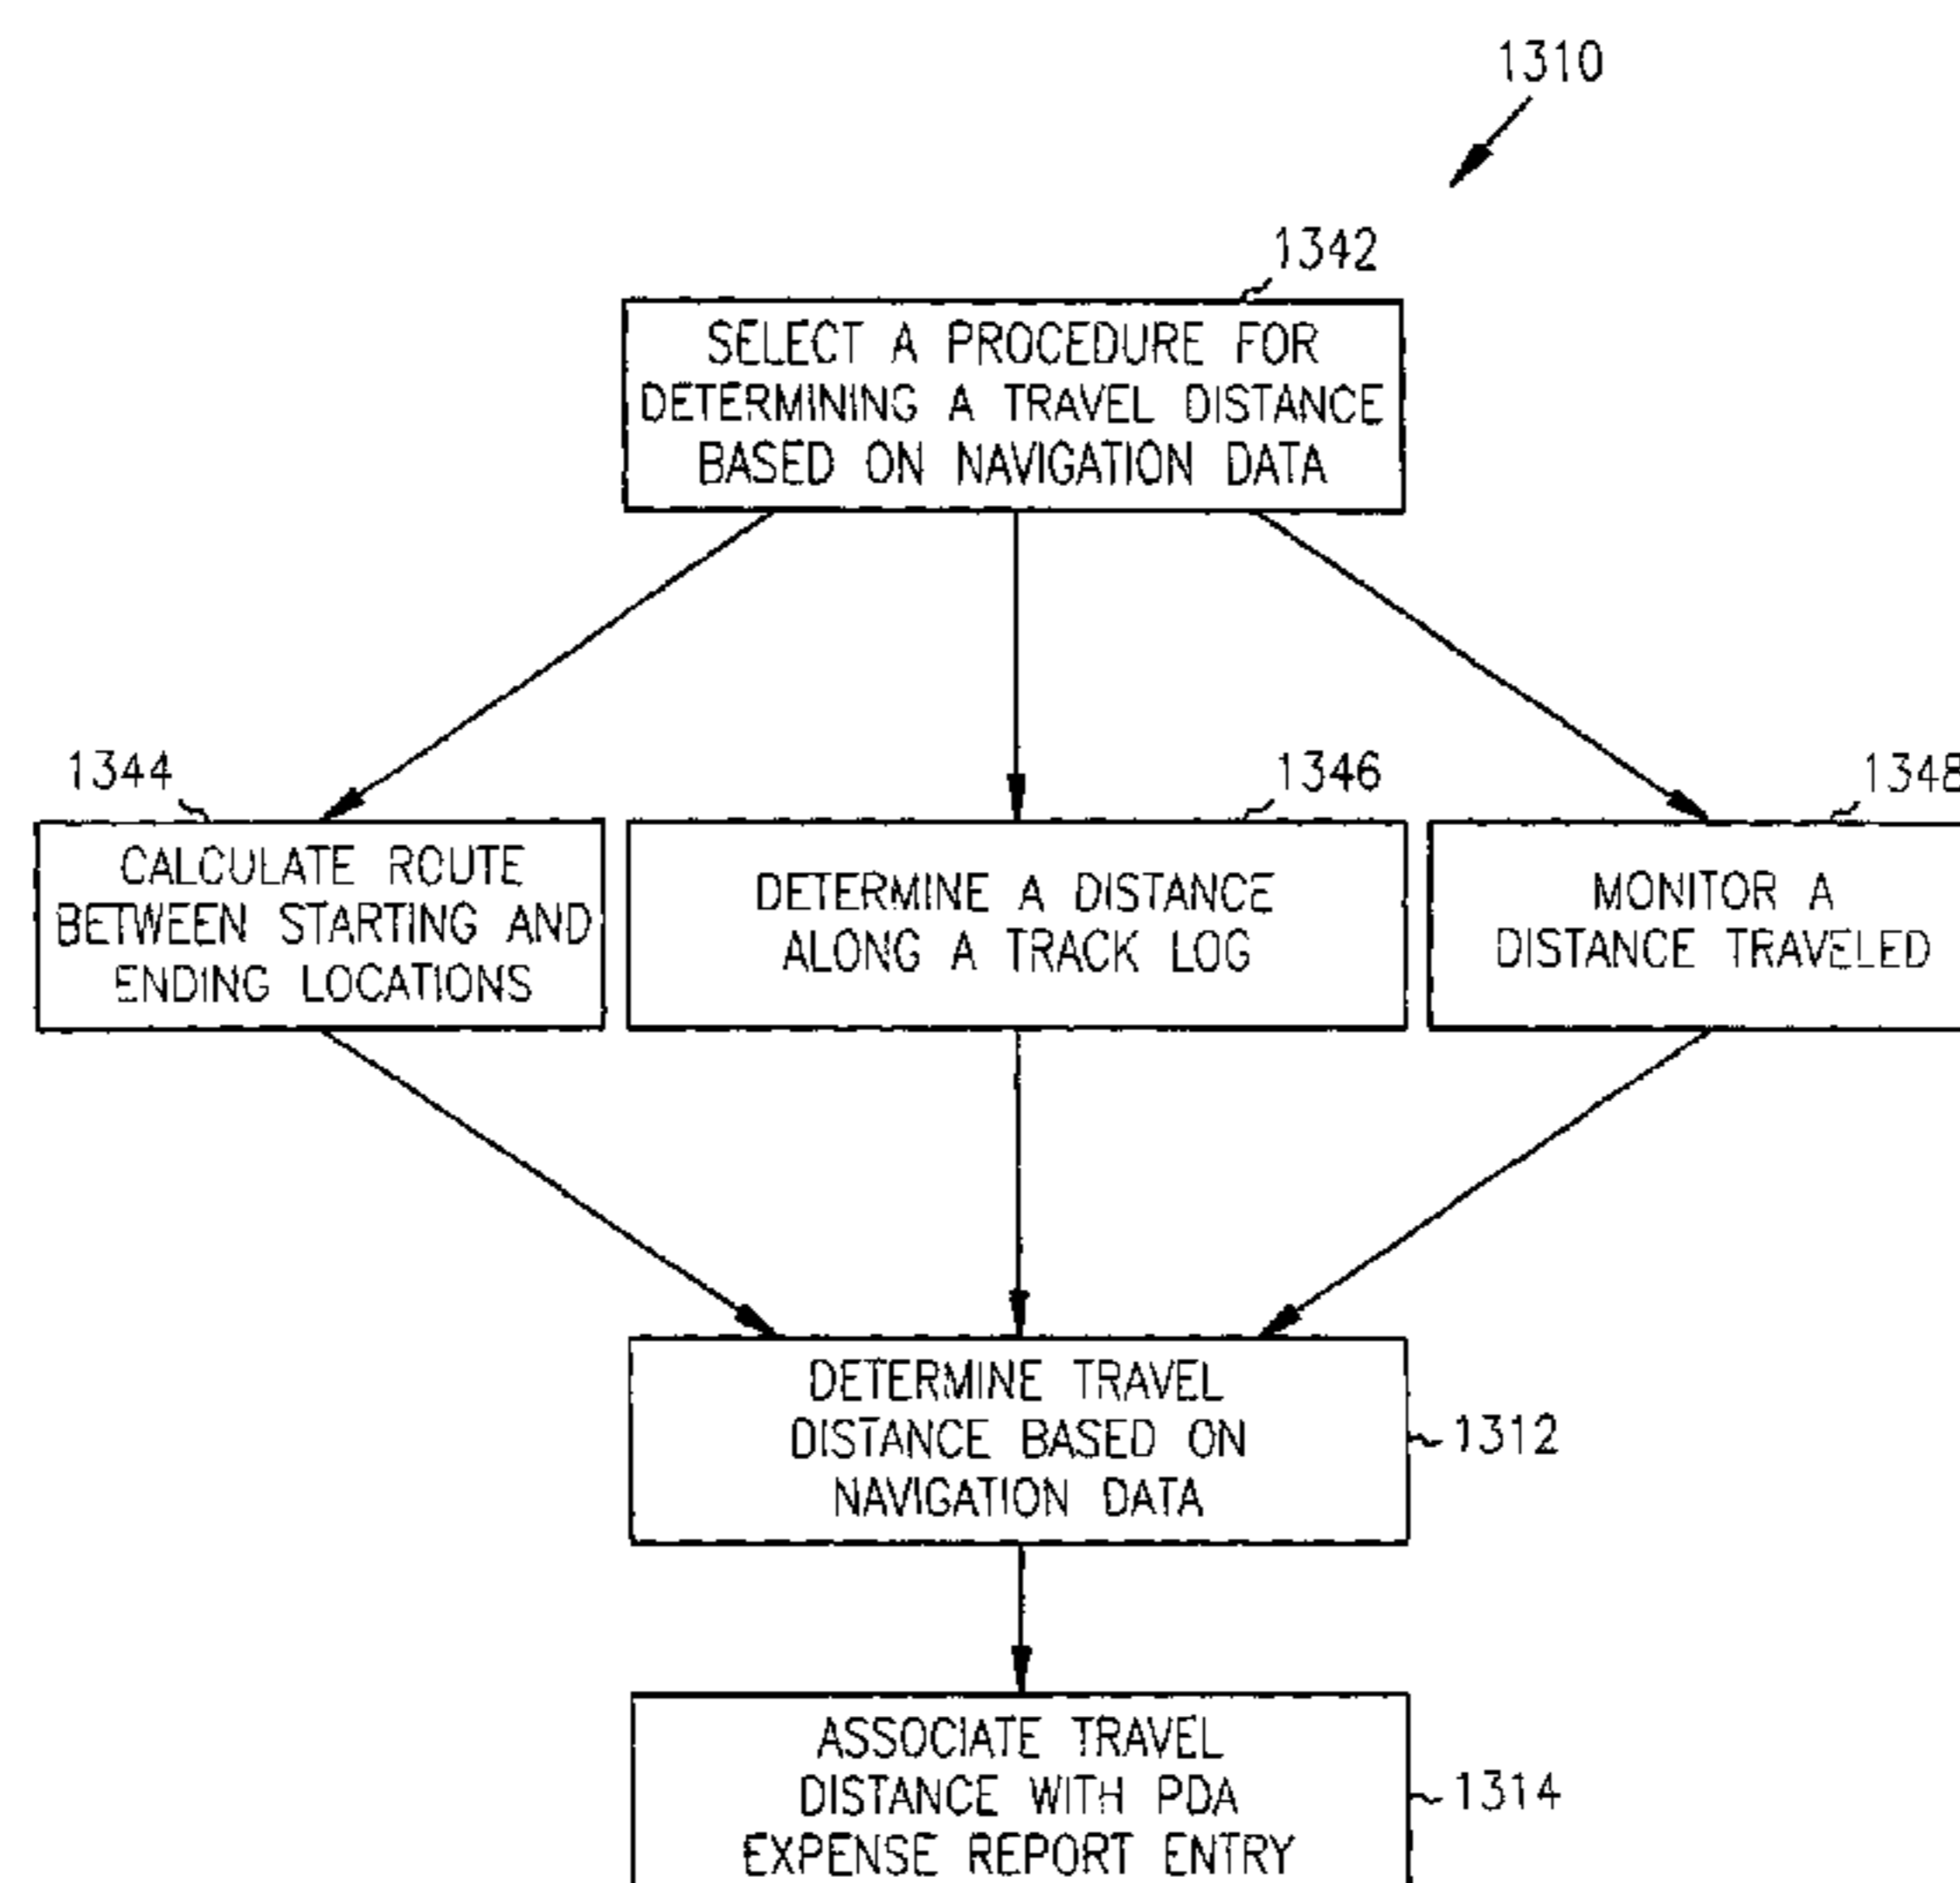 1310
1342
SELECT A PROCEDURE FOR
DETERMINING A TRAVEL DISTANCE
BASED ON NAVIGATION DATA
1344
1346
1348
CALCULATE ROUTE
BETWEEN STARTING AND
ENDING LOCATIONS
DETERMINE A DISTANCE
ALONG A TRACK LOG
MONITOR A
DISTANCE TRAVELED
DETERMINE TRAVEL
DISTANCE BASED ON
NAVIGATION DATA
1312
ASSOCIATE TRAVEL
DISTANCE WITH PDA
EXPENSE REPORT ENTRY
1314